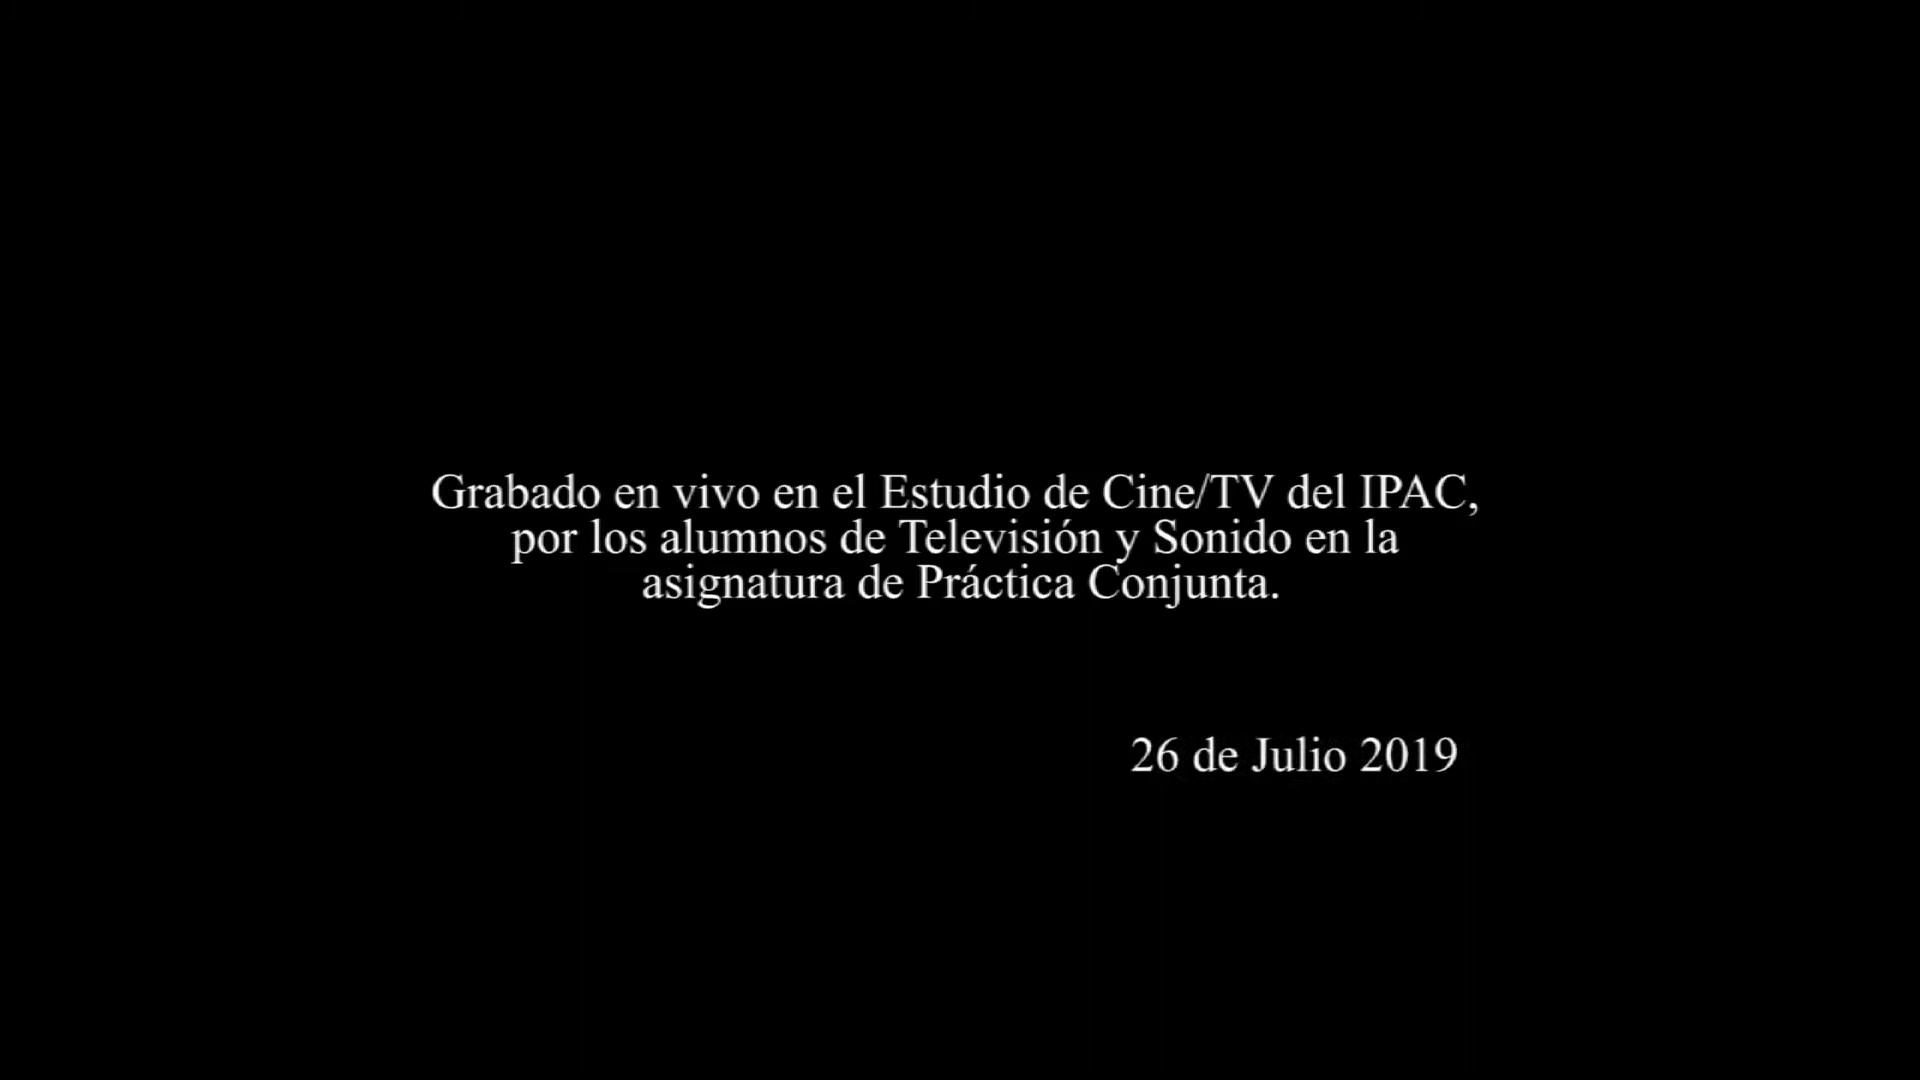 Grabado en vivo en el Estudio de Cine/TV del IPAC,
por los alumnos de Televisión y Sonido en la
asignatura de Práctica Conjunta.
26 de Julio 2019